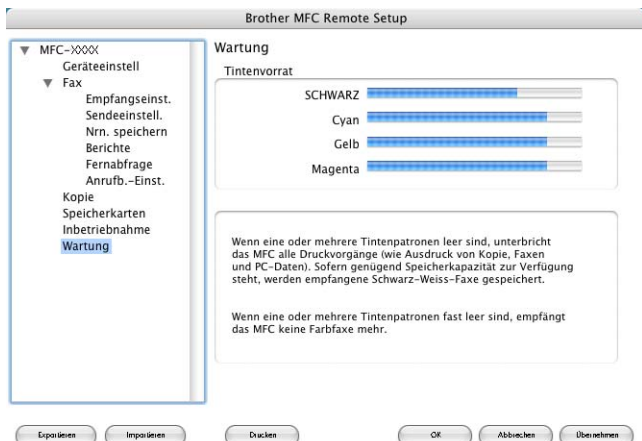 Brother MFC Remote Setup
MFC-XXXX
Geräteeinstell
Fax
Empfangseinst.
Sendeeinstell.
Nrn. speichern
Berichte
Fernabfrage
Anrufb.-Einst.
Kopie
Speicherkarten
Inbetriebnahme
Wartung
Wartung
Tintenvorrat
SCHWARZ
Cyan
Gelb
Magenta
Wenn eine oder mehrere Tintenpatronen leer sind, unterbricht
das MFC alle Druckvorgänge (wie Ausdruck von Kopie, Faxen
und PC-Daten). Sofern genügend Speicherkapazität zur Verfügung
steht, werden empfangene Schwarz-Weiss-Faxe gespeichert.
Wenn eine oder mehrere Tintenpatronen fast leer sind, empfängt
das MFC keine Farbfaxe mehr.
Exportieren
Importieren
Drucken
OK
Abbrechen
Übernehmen